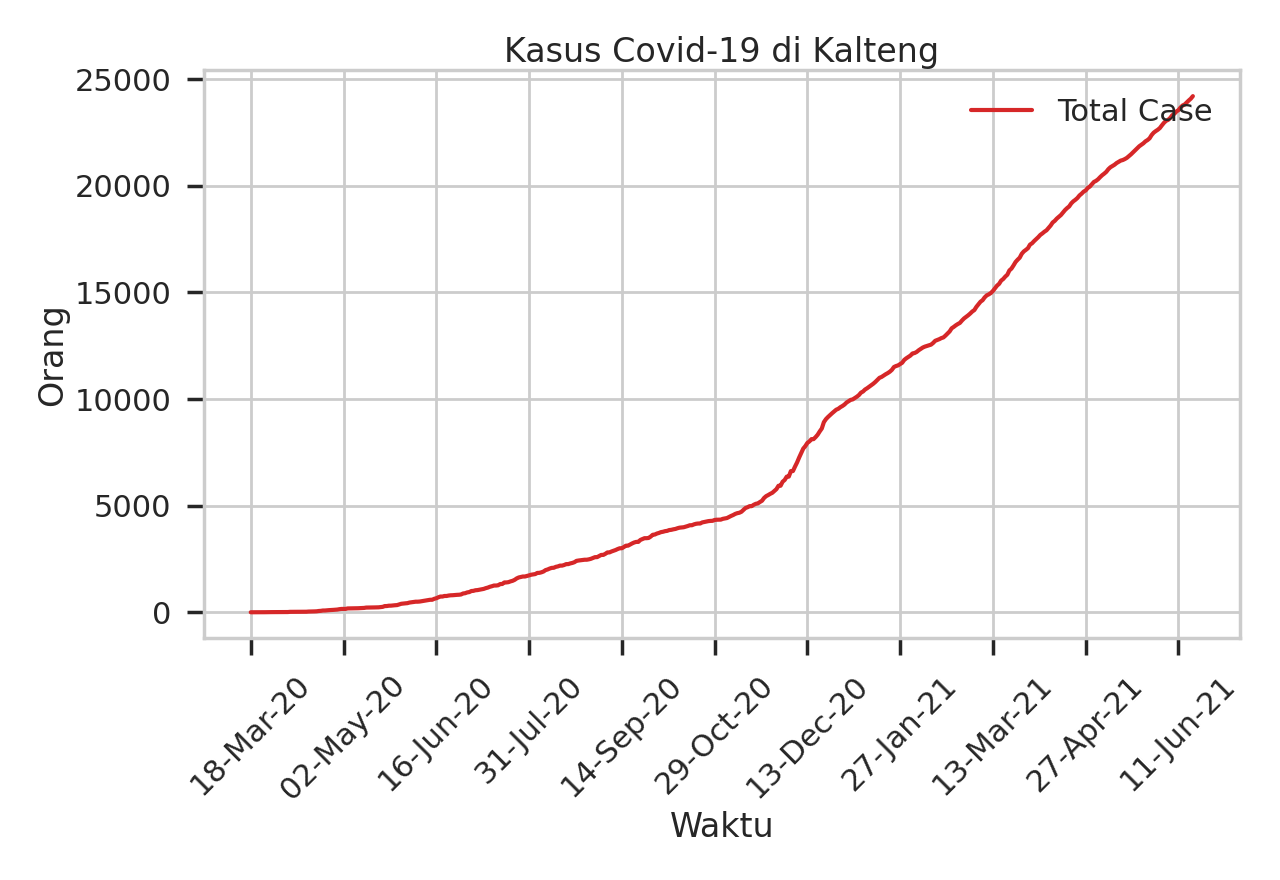 Kasus Covid-19 di Kalteng
Total Case
Orang
25000
20000
15000
10000
5000
0
18-Mar-20
02-May-20
16-Jun-20
31-Jul-20
14-Sep-20
29-Oct-20
13-Dec-20
27-Jan-21
13-Mar-21
27-Apr-21
11-Jun-21
Waktu